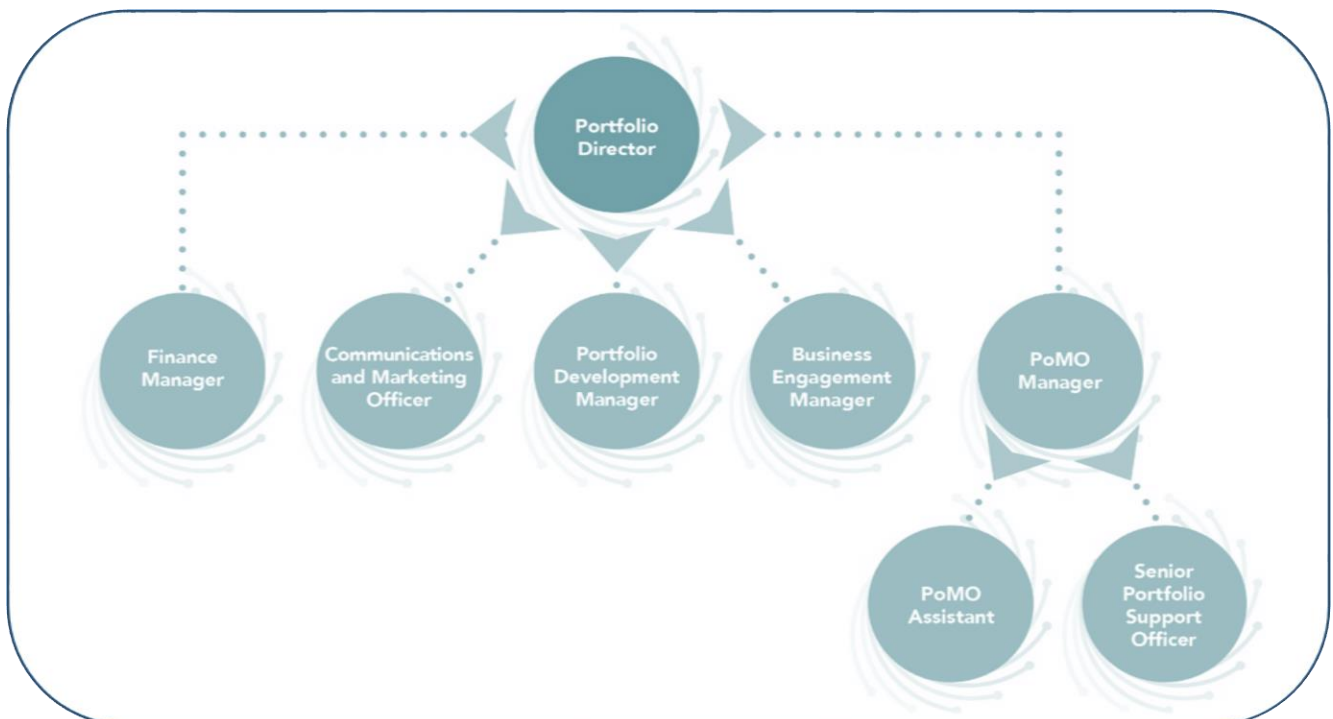 Portfolio
Director
Finance
Manager
Communications
and Marketing
Officer
Portfolio
Development
Manager
Business
Engagement
Manager
PoMO
Manager
PoMO
Assistant
Senior
Portfolio
Support
Officer